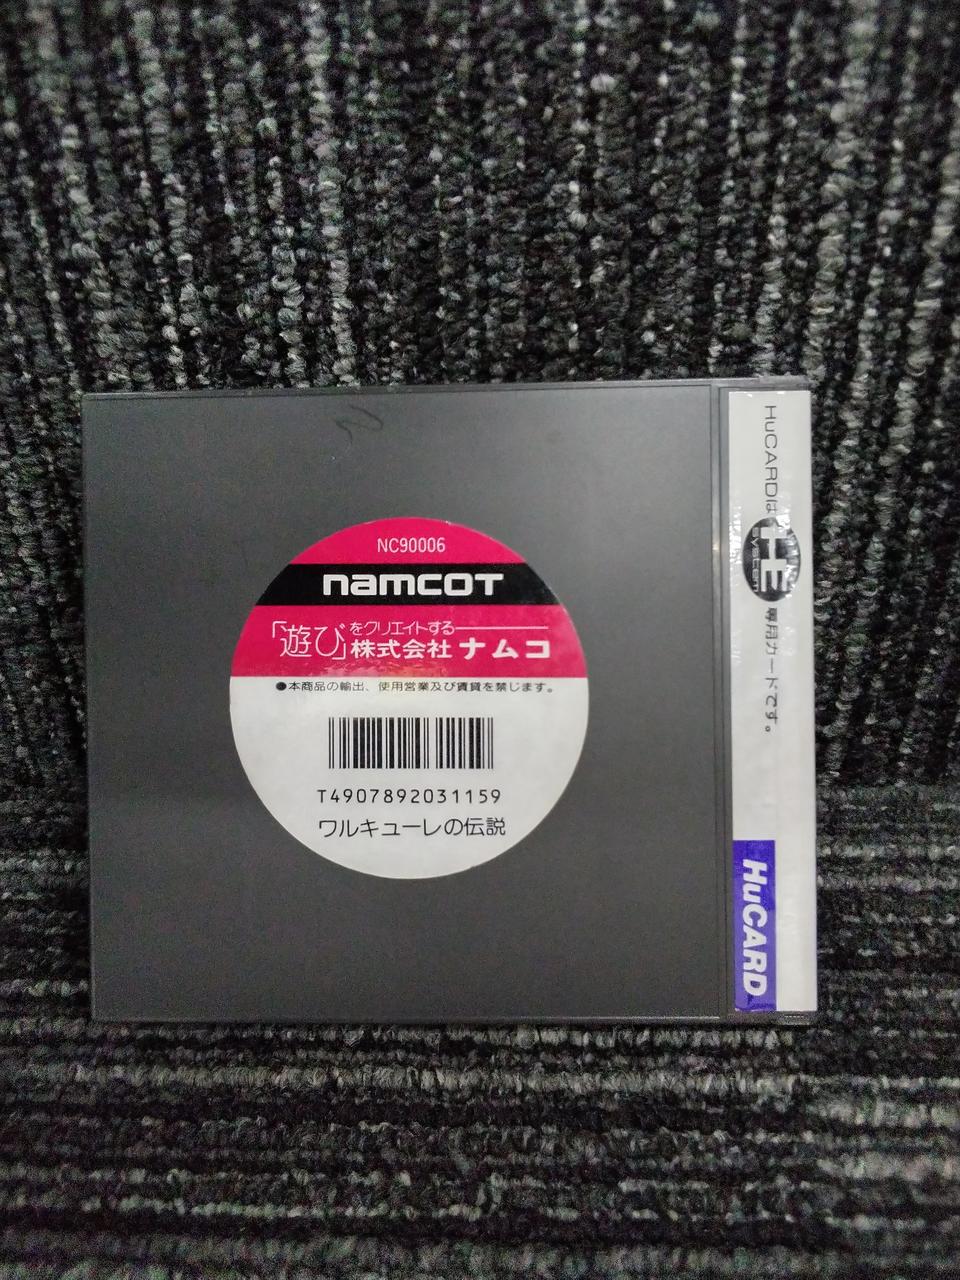 NC90006
namcoT
「遊び」をクリエイトする
株式会社ナムコ
●本商品の輸出、使用営業及び賃貸を禁じます。
T4907892031159
ワルキューレの伝説
HuCARDは HE System 専用カードです。
HuCARD